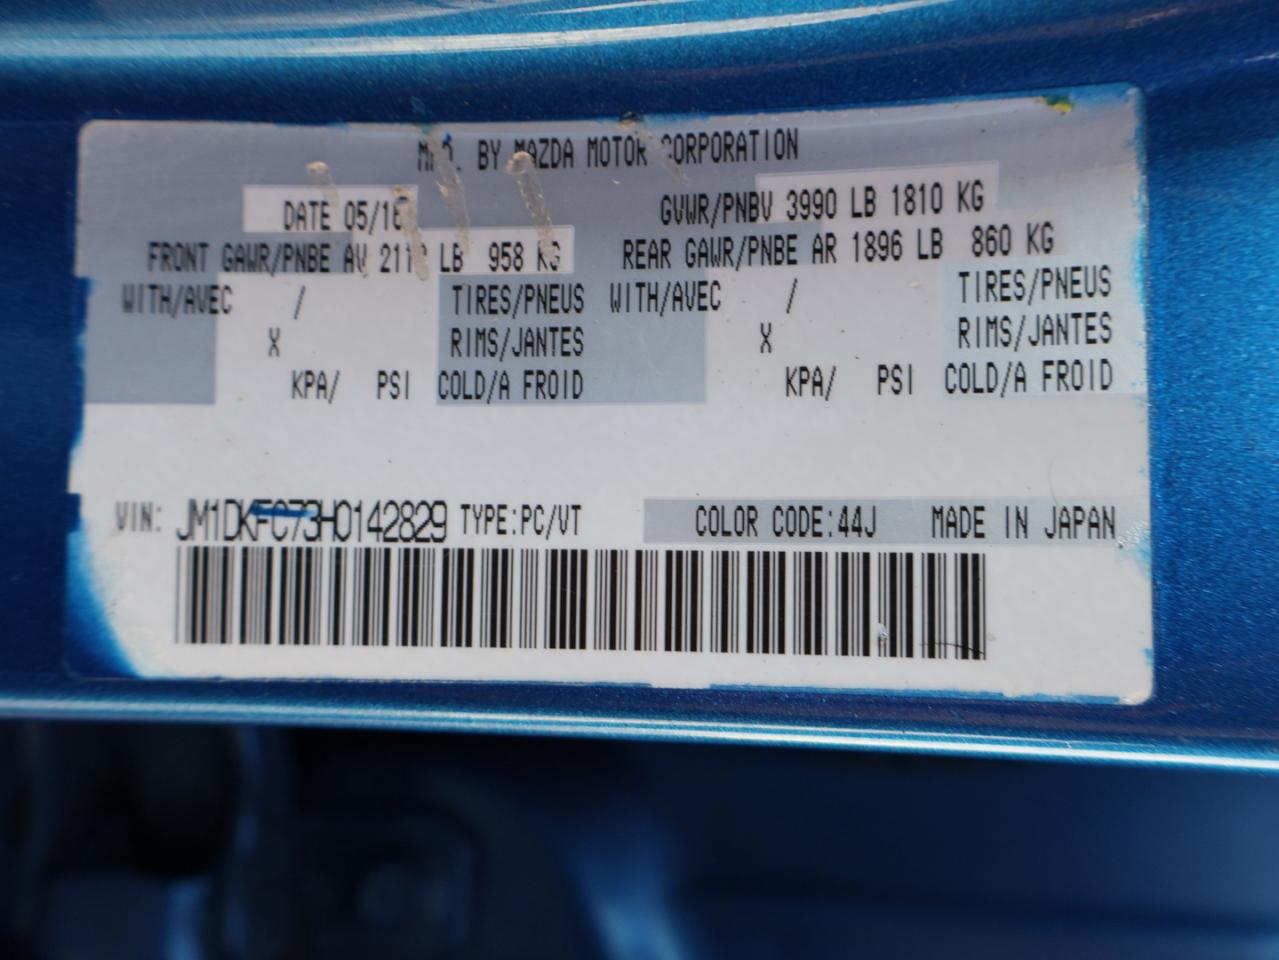 MFD. BY MAZDA MOTOR CORPORATION
DATE 05/16 GVWR/PNBV 3990 LB 1810 KG
FRONT GAWR/PNBE AV LB 958 KG REAR GAWR/PNBE AR 1896 LB 860 KG
WITH/AVEC / TIRES/PNEUS WITH/AVEC / TIRES/PNEUS
X RIMS/JANTES X RIMS/JANTES
KPA/ PSI COLD/A FROID KPA/ PSI COLD/A FROID
VIN: JM1DKFC73H0142829 TYPE:PC/VT COLOR CODE:44J MADE IN JAPAN